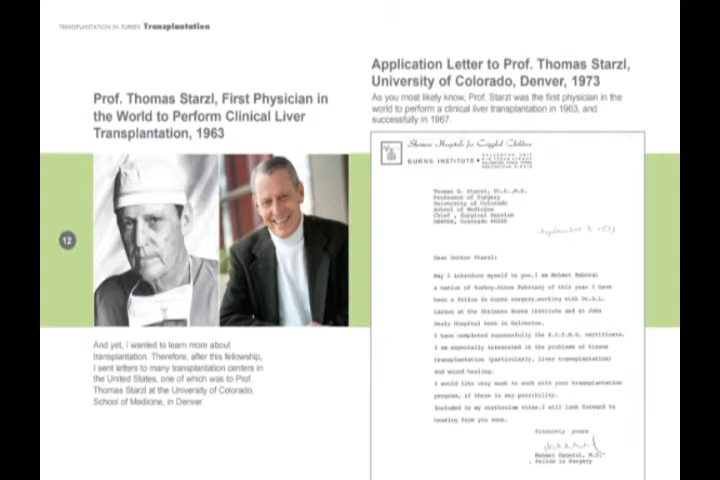 TRANSPLANTATION IN TURKEY Transplantation
Prof. Thomas Starzl, First Physician in
the World to Perform Clinical Liver
Transplantation, 1963
12
And yet, I wanted to learn more about
transplantation. Therefore, after this fellowship,
I sent letters to many transplantation centers in
the United States, one of which was to Prof.
Thomas Starzl at the University of Colorado,
School of Medicine, in Denver.
Application Letter to Prof. Thomas Starzl,
University of Colorado, Denver, 1973
As you most likely know, Prof. Starzl was the first physician in the
world to perform a clinical liver transplantation in 1963, and
successfully in 1967.
Shriners Hospitals for Crippled Children
BURNS INSTITUTE
Thomas E. Starzl, Ph.D., M.D.
Professor of Surgery
University of Colorado
School of Medicine
Chief, Surgical Service
DENVER, Colorado
September 1973
Dear Doctor Starzl:
May I introduce myself to you. I am Mehmet Haberal
a native of Turkey. Since February of this year I have
been a fellow in burns surgery, working with Dr. D.L.
Larson at the Shriners Burns Institute and at John
Sealy Hospital here in Galveston.
I have completed successfully the E.C.F.M.G. certificate.
I am especially interested in the problems of tissue
transplantation (particularly, liver transplantation)
and wound healing.
I would like very much to work with your transplantation
program, if there is any possibility.
Included is my curriculum vitae. I will look forward to
hearing from you soon.
Sincerely yours
Mehmet Haberal, M.D.
Fellow in Surgery